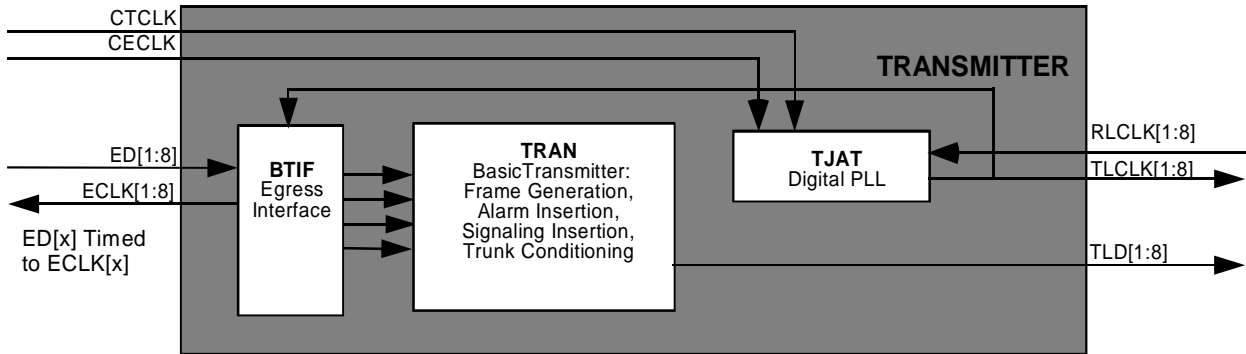 CTCLK
CECLK
TRANSMITTER
ED[1:8]
ECLK[1:8]
ED[x] Timed
to ECLK[x]
BTIF
Egress
Interface
TRAN
BasicTransmitter:
Frame Generation,
Alarm Insertion,
Signaling Insertion,
Trunk Conditioning
TJAT
Digital PLL
RLCLK[1:8]
TLCLK[1:8]
TLD[1:8]